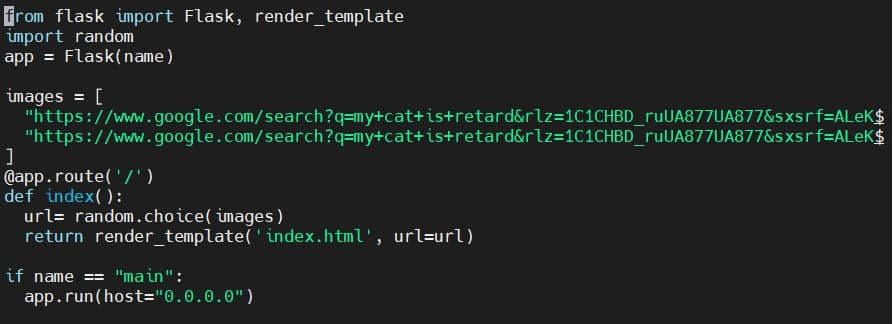 from flask import Flask, render_template
import random
app = Flask(name)
images = [
"https://www.google.com/search?q=my+cat+is+retard&rlz=1C1CHBD_ruUA877UA877&sxsrf=ALeK$
"https://www.google.com/search?q=my+cat+is+retard&rlz=1C1CHBD_ruUA877UA877&sxsrf=ALeK$
]
@app.route('/')
def index():
url= random.choice(images)
return render_template('index.html', url=url)
if name == "main":
app.run(host="0.0.0.0")